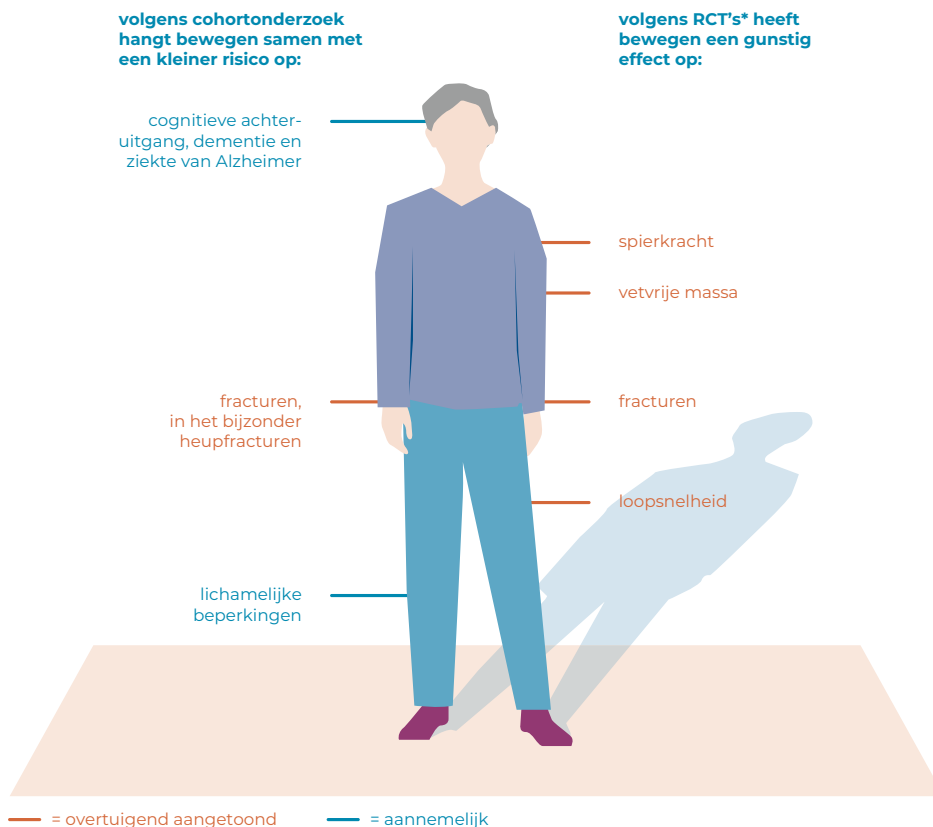 volgens cohortonderzoek
hangt bewegen samen met
een kleiner risico op:
cognitieve achter-
uitgang, dementie en
ziekte van Alzheimer
fracturen,
in het bijzonder
heupfracturen
lichamelijke
beperkingen
volgens RCT's* heeft
bewegen een gunstig
effect op:
spierkracht
vetvrije massa
fracturen
loopsnelheid
= overtuigend aangetoond
= aannemelijk